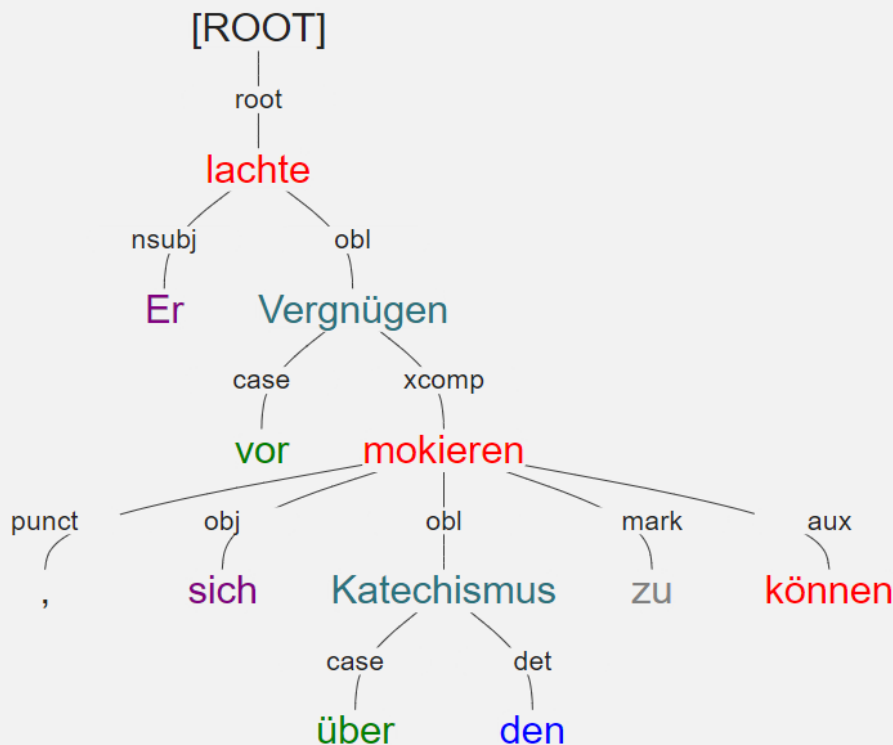 [ROOT]
root
lachte
nsubj obl
Er Vergnügen
case xcomp
vor mokieren
punct obj obl mark aux
, sich Katechismus zu können
case det
über den